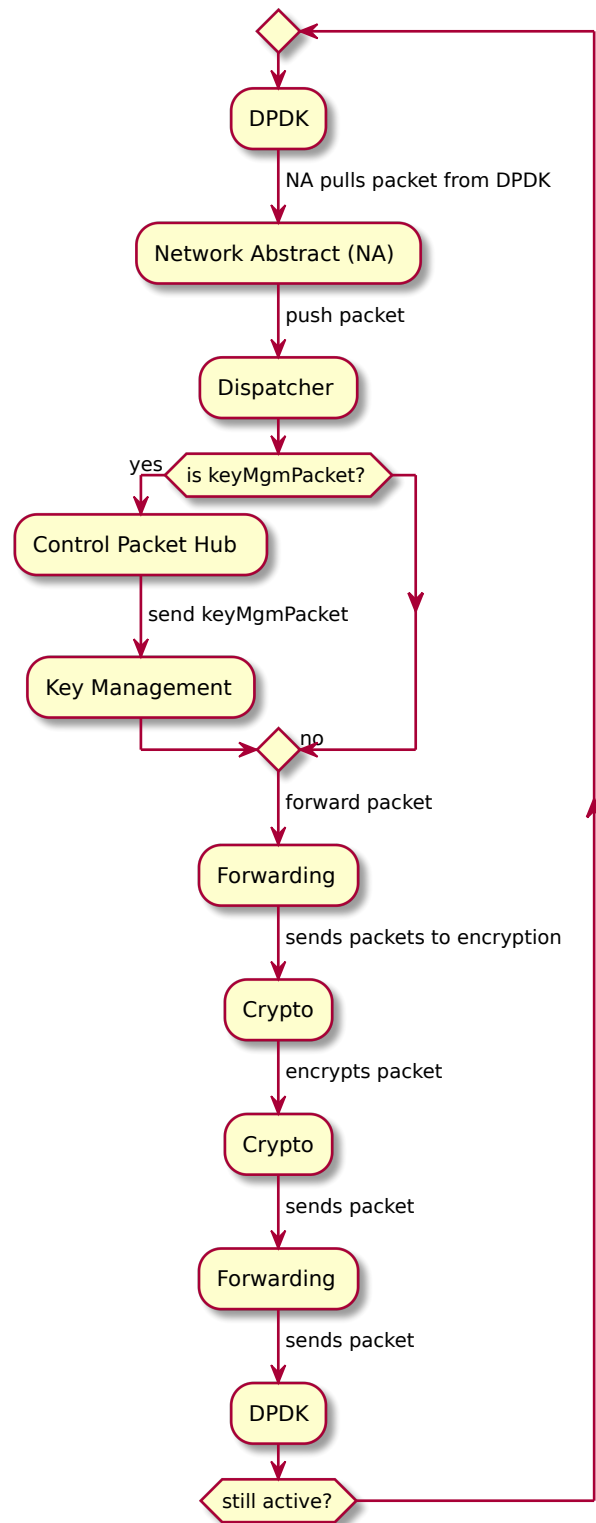 DPDK
NA pulls packet from DPDK
Network Abstract (NA)
push packet
Dispatcher
yes
is keyMgmPacket?
Control Packet Hub
send keyMgmPacket
Key Management
no
forward packet
Forwarding
sends packets to encryption
Crypto
encrypts packet
Crypto
sends packet
Forwarding
sends packet
DPDK
still active?